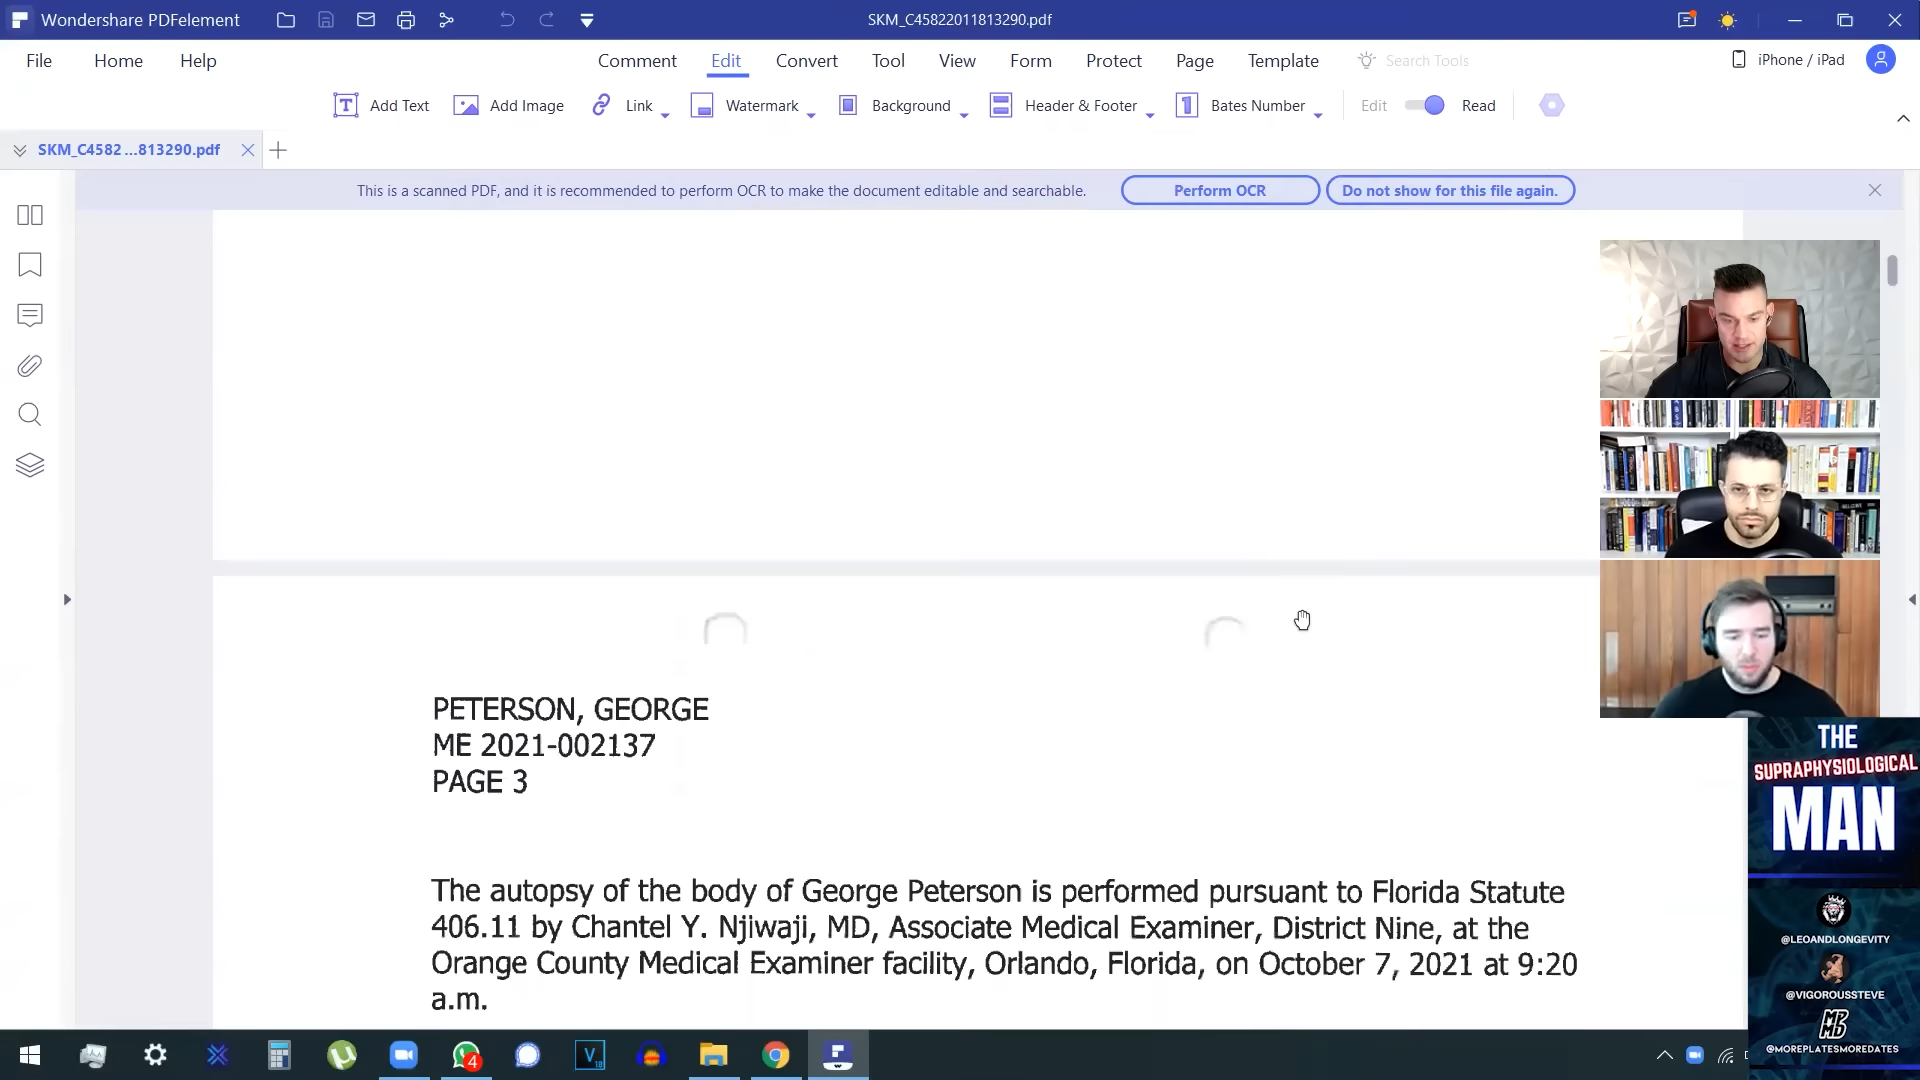 Wondershare PDFelement
SKM_C45822011813290.pdf
File
Home
Help
Comment
Edit
Convert
Tool
View
Form
Protect
Page
Template
Search Tools
iPhone / iPad
Add Text
Add Image
Link
Watermark
Background
Header & Footer
Bates Number
Edit
Read
SKM_C4582 ...813290.pdf
This is a scanned PDF, and it is recommended to perform OCR to make the document editable and searchable.
Perform OCR
Do not show for this file again.
PETERSON, GEORGE
ME 2021-002137
PAGE 3
The autopsy of the body of George Peterson is performed pursuant to Florida Statute
406.11 by Chantel Y. Njiwaji, MD, Associate Medical Examiner, District Nine, at the
Orange County Medical Examiner facility, Orlando, Florida, on October 7, 2021 at 9:20
a.m.
THE
SUPRAPHYSIOLOGICAL
MAN
@LEOANDLONGEVITY
@VIGOROUSSTEVE
@MOREPLATESMOREDATES
4